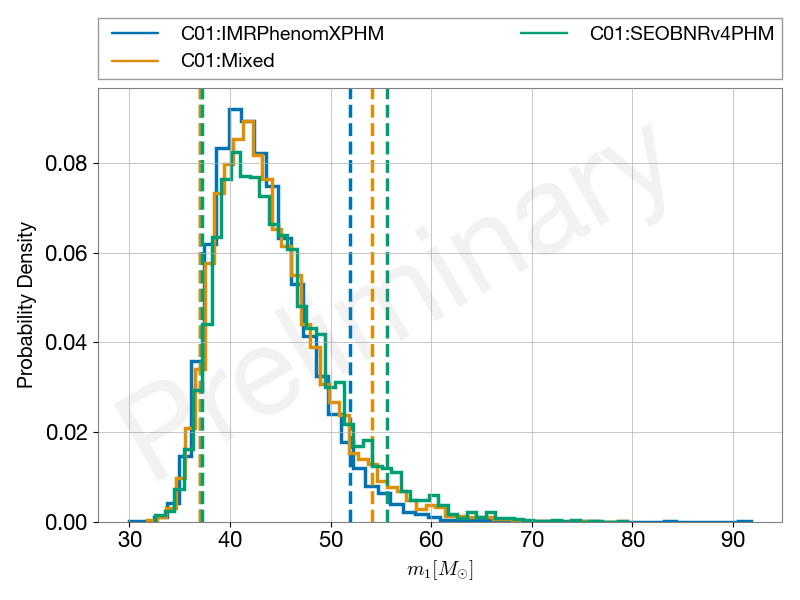 C01:IMRPhenomXPHM
C01:SEOBNRv4PHM
C01:Mixed
Preliminary
Probability Density
0.08
0.06
0.04
0.02
0.00
30 40 50 60 70 80 90
m₁[M☉]